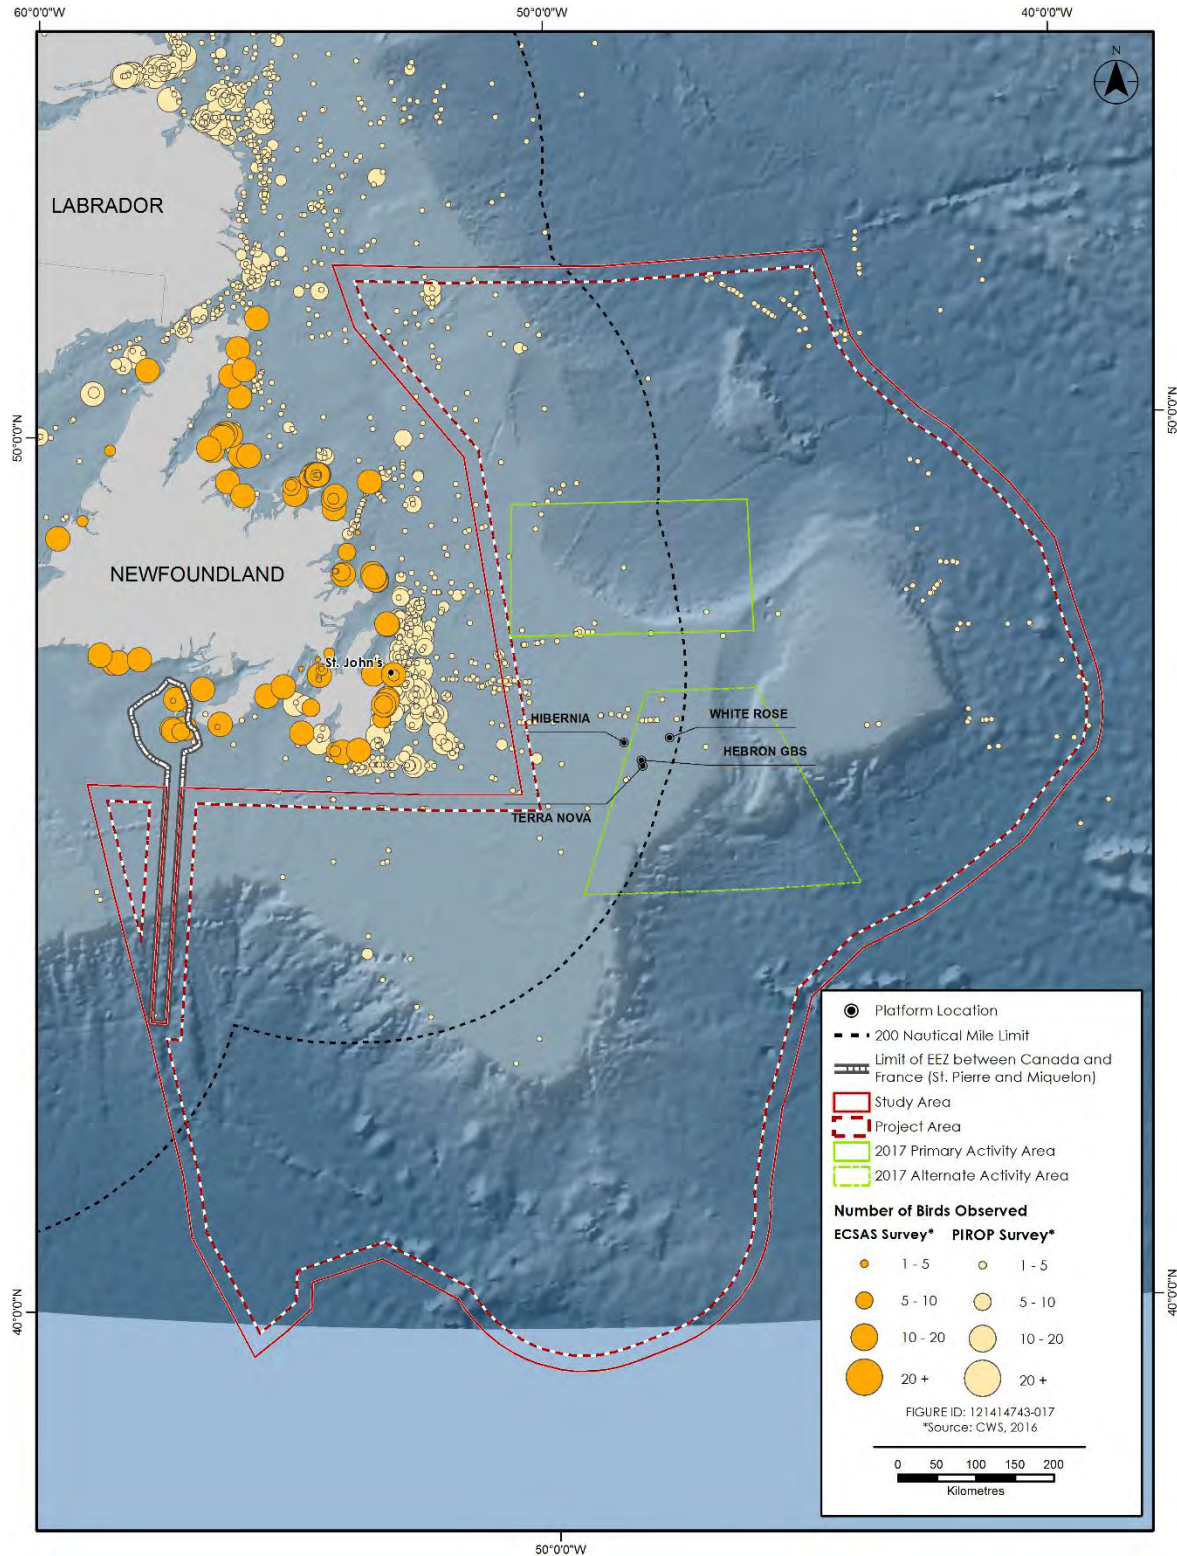 60°0'0"W
50°0'0"W
40°0'0"W
N
LABRADOR
50°0'0"N
50°0'0"N
NEWFOUNDLAND
St. John's
HIBERNIA
WHITE ROSE
HEBRON GBS
TERRA NOVA
Platform Location
200 Nautical Mile Limit
Limit of EEZ between Canada and
France (St. Pierre and Miquelon)
Study Area
Project Area
2017 Primary Activity Area
2017 Alternate Activity Area
Number of Birds Observed
ECSAS Survey* PIROP Survey*
1 - 5 1 - 5
5 - 10 5 - 10
10 - 20 10 - 20
20 + 20 +
FIGURE ID: 121414743-017
*Source: CWS, 2016
0 50 100 150 200
Kilometres
40°0'0"N
40°0'0"N
50°0'0"W